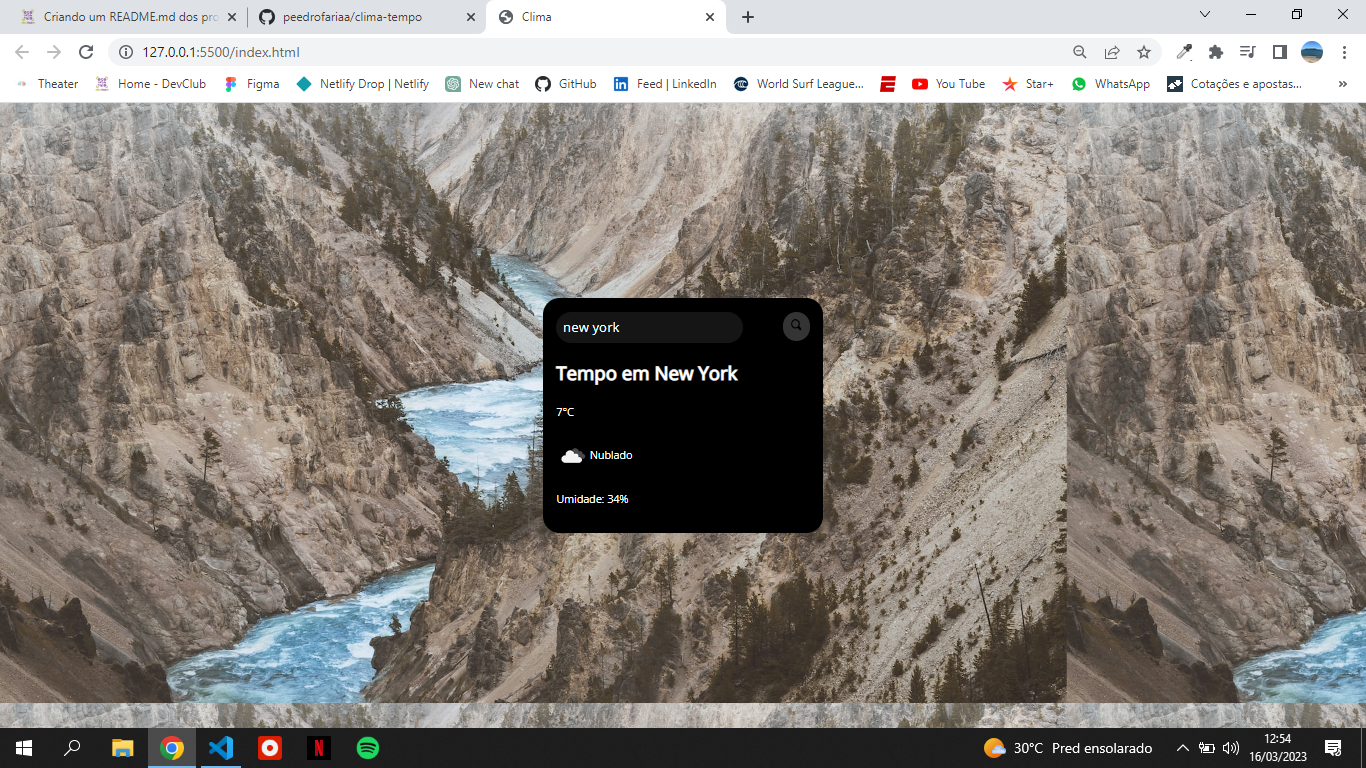 Criando um README.md dos pro
peedrofariaa/clima-tempo
Clima
127.0.0.1:5500/index.html
Theater
Home - DevClub
Figma
Netlify Drop | Netlify
New chat
GitHub
Feed | LinkedIn
World Surf League...
You Tube
Star+
WhatsApp
Cotações e apostas...
»
new york
Tempo em New York
7°C
Nublado
Umidade: 34%
30°C Pred ensolarado
12:54
16/03/2023